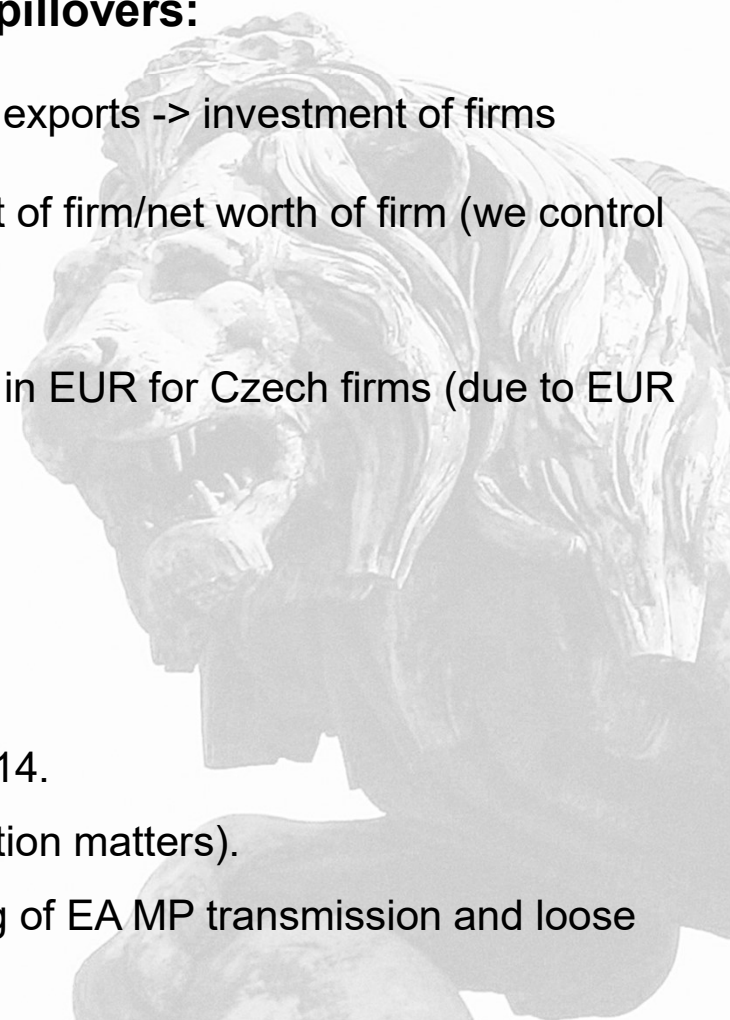 pillovers:
exports -> investment of firms
t of firm/net worth of firm (we control
in EUR for Czech firms (due to EUR
14.
tion matters).
g of EA MP transmission and loose